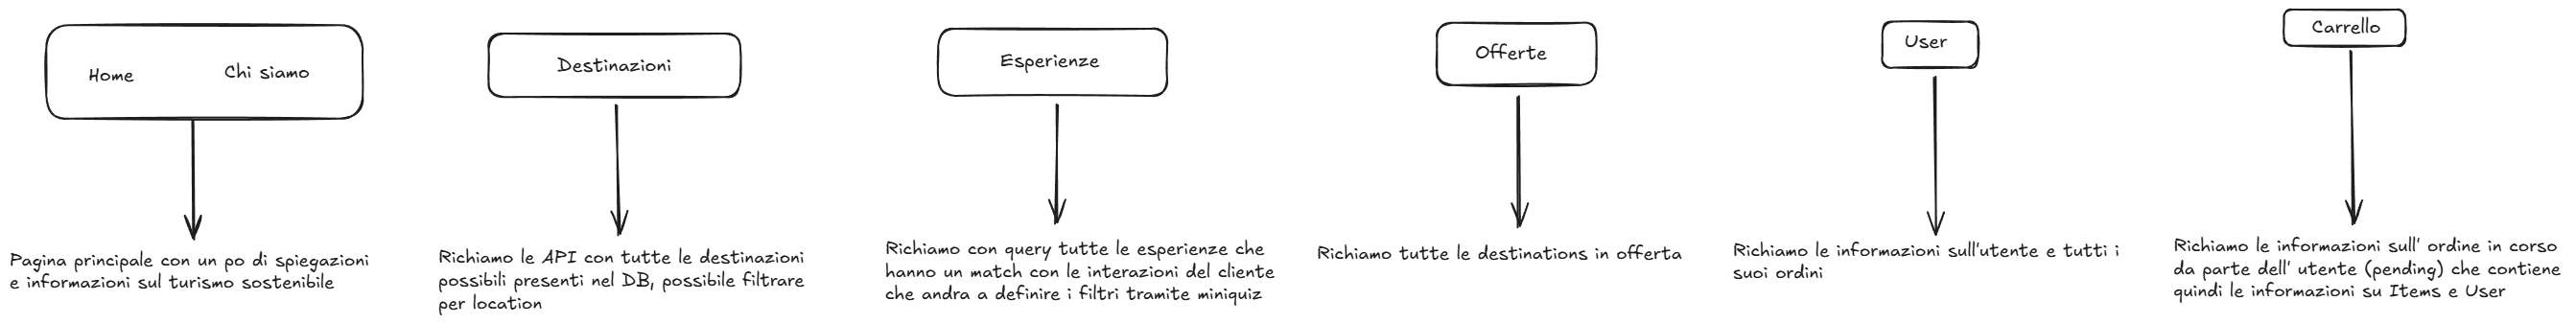 Home
Chi siamo
Pagina principale con un po di spiegazioni
e informazioni sul turismo sostenibile
Destinazioni
Richiamo le API con tutte le destinazioni
possibili presenti nel DB, possibile filtrare
per location
Esperienze
Richiamo con query tutte le esperienze che
hanno un match con le interazioni del cliente
che andra a definire i filtri tramite miniquiz
Offerte
Richiamo tutte le destinations in offerta
User
Richiamo le informazioni sull'utente e tutti i
suoi ordini
Carrello
Richiamo le informazioni sull' ordine in corso
da parte dell' utente (pending) che contiene
quindi le informazioni su Items e User